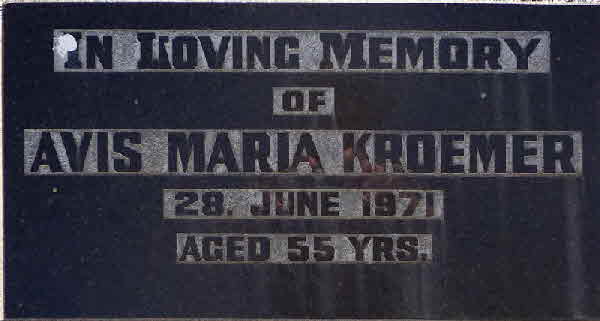 IN LOVING MEMORY
OF
AVIS MARIA KROEMER
28. JUNE 1971
AGED 55 YRS.